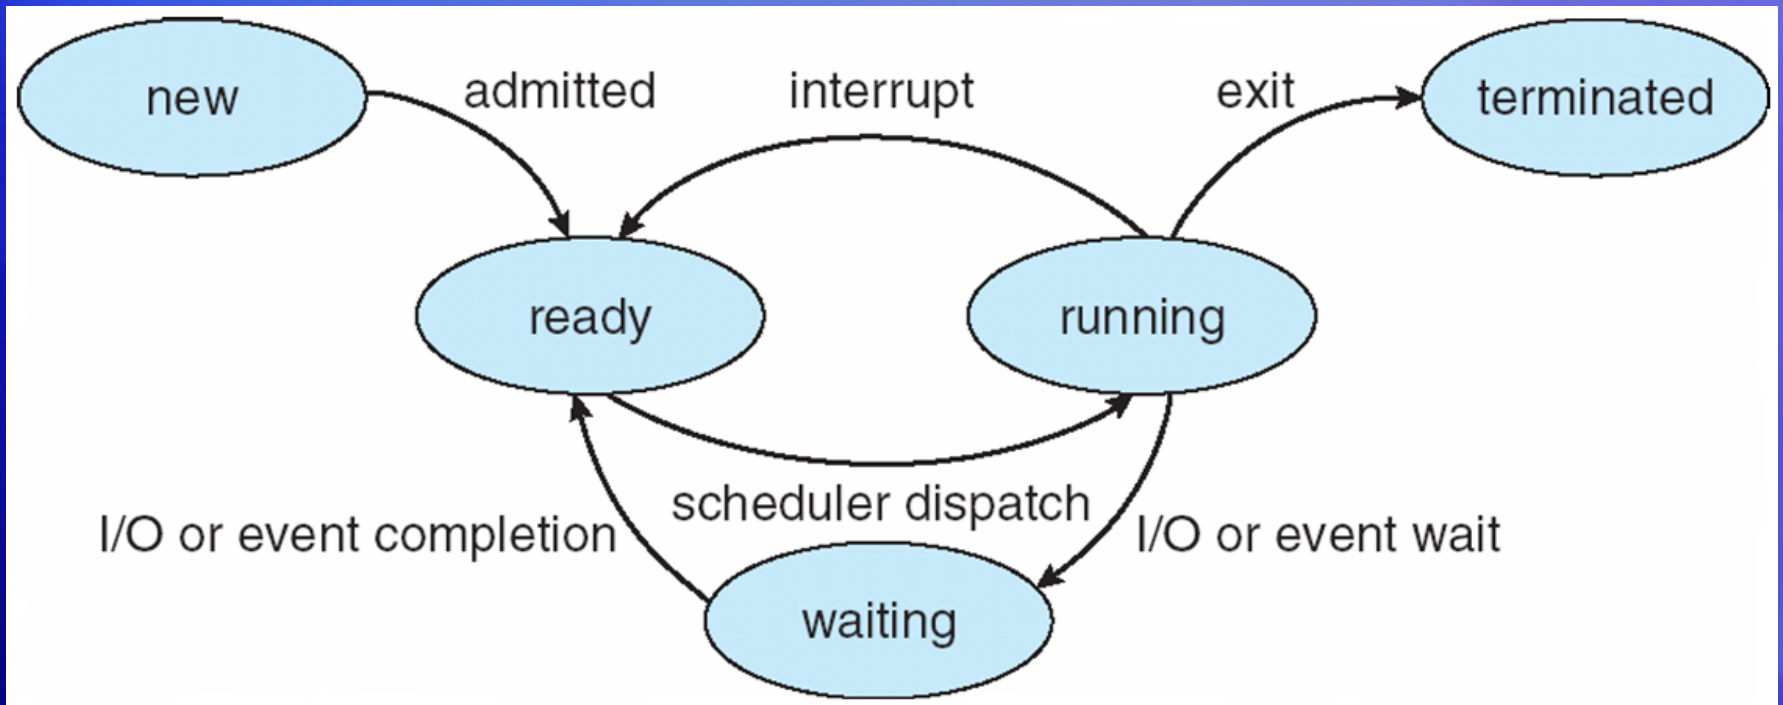 new
admitted
interrupt
exit
terminated
ready
running
scheduler dispatch
I/O or event completion
I/O or event wait
waiting